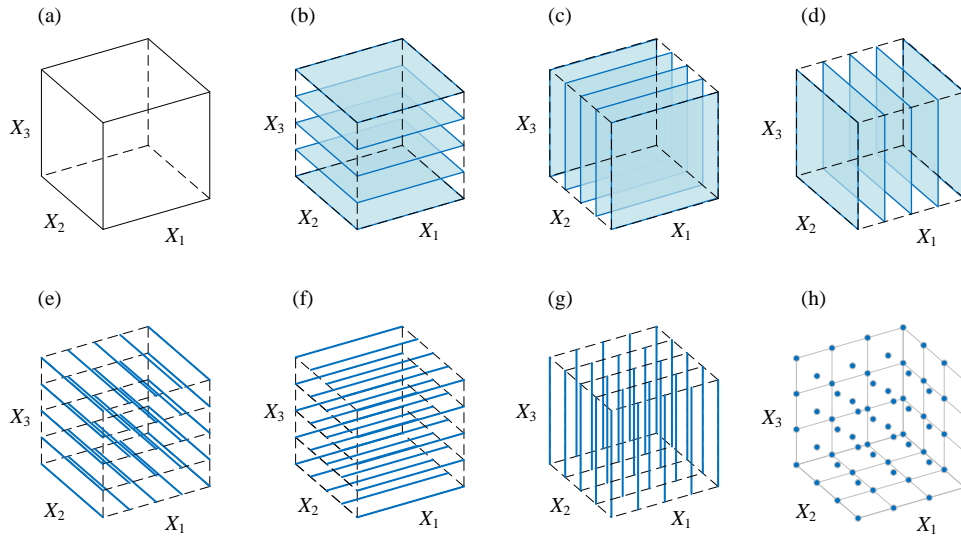 (a) (b) (c) (d)
X3 X3 X3 X3
X2 X1 X2 X1 X2 X1 X2 X1
(e) (f) (g) (h)
X3 X3 X3 X3
X2 X1 X2 X1 X2 X1 X2 X1